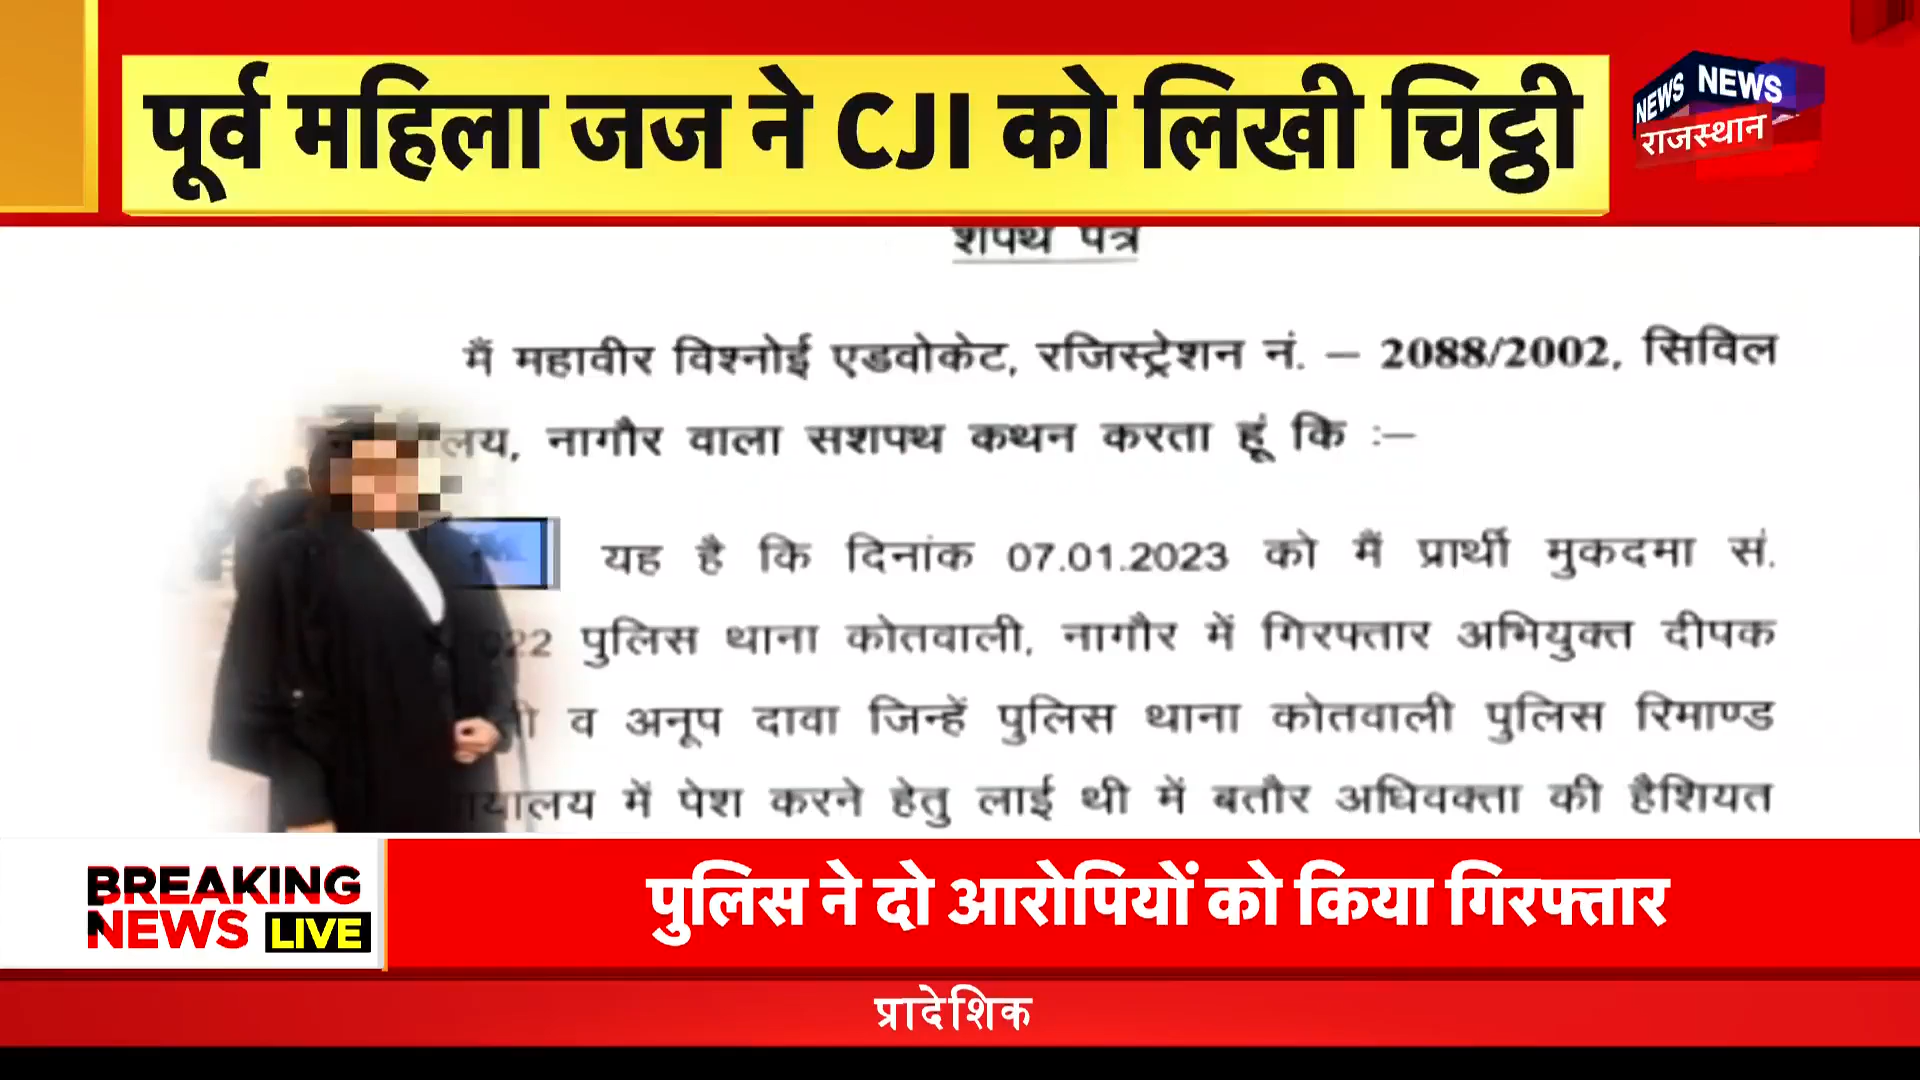 पूर्व महिला जज ने CJI को लिखी चिट्ठी
NEWS NEWS
राजस्थान
शपथ पत्र
मैं महावीर विश्नोई एडवोकेट, रजिस्ट्रेशन नं. – 2088/2002, सिविल
नागौर वाला सशपथ कथन करता हूं कि :–
यह है कि दिनांक 07.01.2023 को मैं प्रार्थी मुकदमा सं.
पुलिस थाना कोतवाली, नागौर में गिरफ्तार अभियुक्त दीपक
व अनूप दावा जिन्हें पुलिस थाना कोतवाली पुलिस रिमाण्ड
में पेश करने हेतु लाई थी में बतौर अधिवक्ता की हैशियत
BREAKING
NEWS LIVE
पुलिस ने दो आरोपियों को किया गिरफ्तार
प्रादेशिक